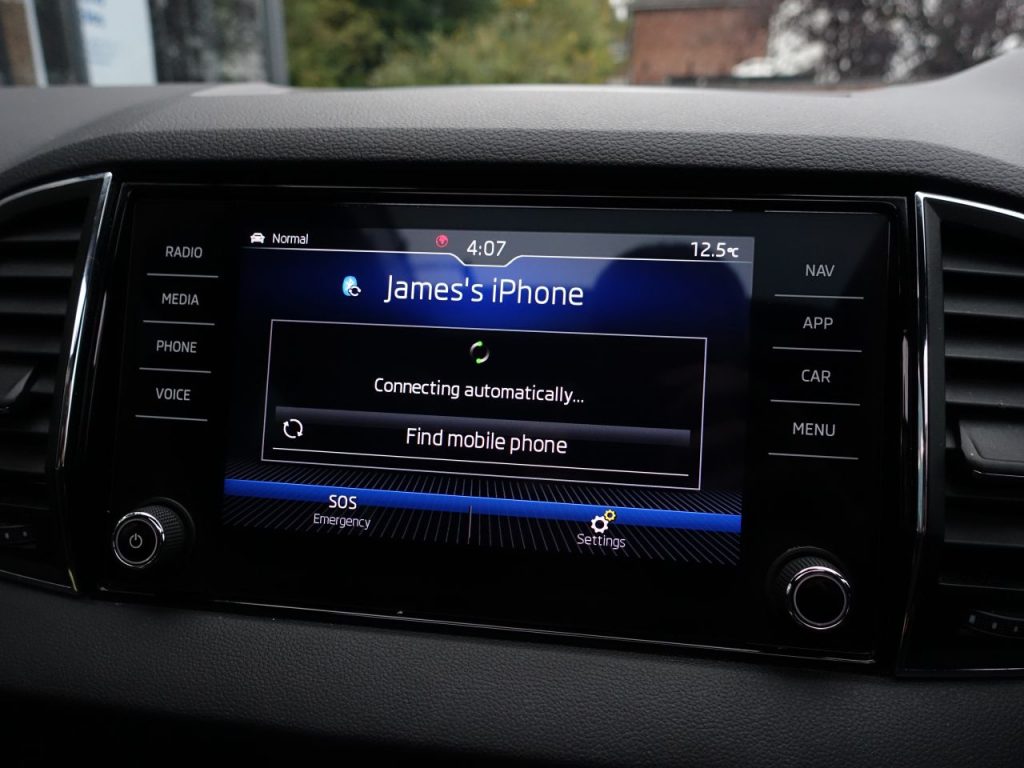 Normal
4:07
12.5°C
James's iPhone
Connecting automatically...
Find mobile phone
SOS
Emergency
Settings
RADIO
MEDIA
PHONE
VOICE
NAV
APP
CAR
MENU